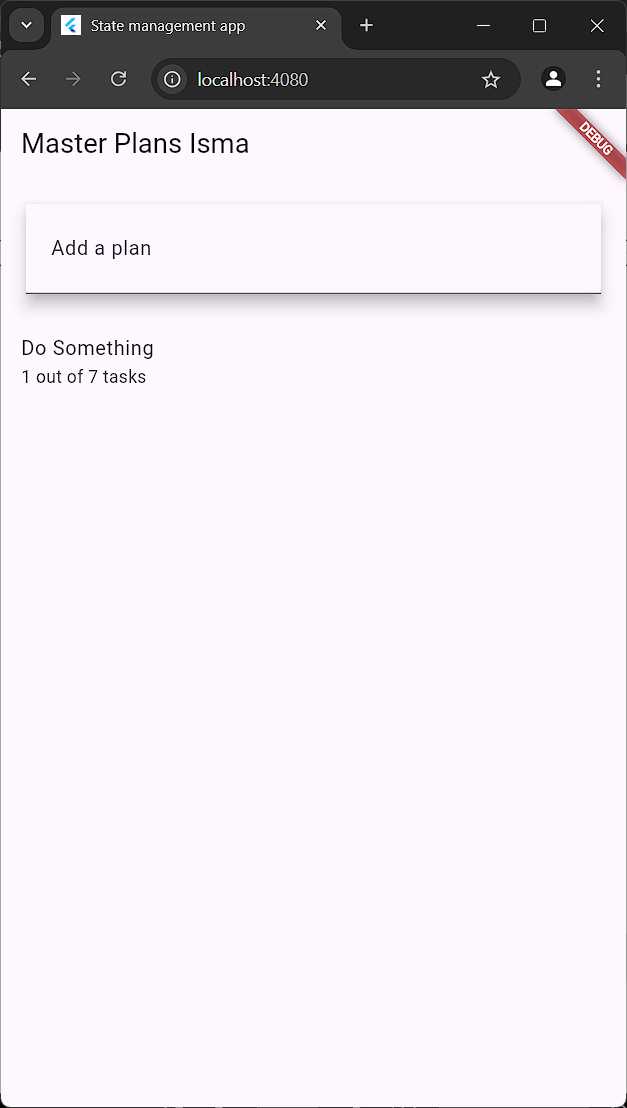 State management app
localhost:4080
DEBUG
Master Plans Isma
Add a plan
Do Something
1 out of 7 tasks